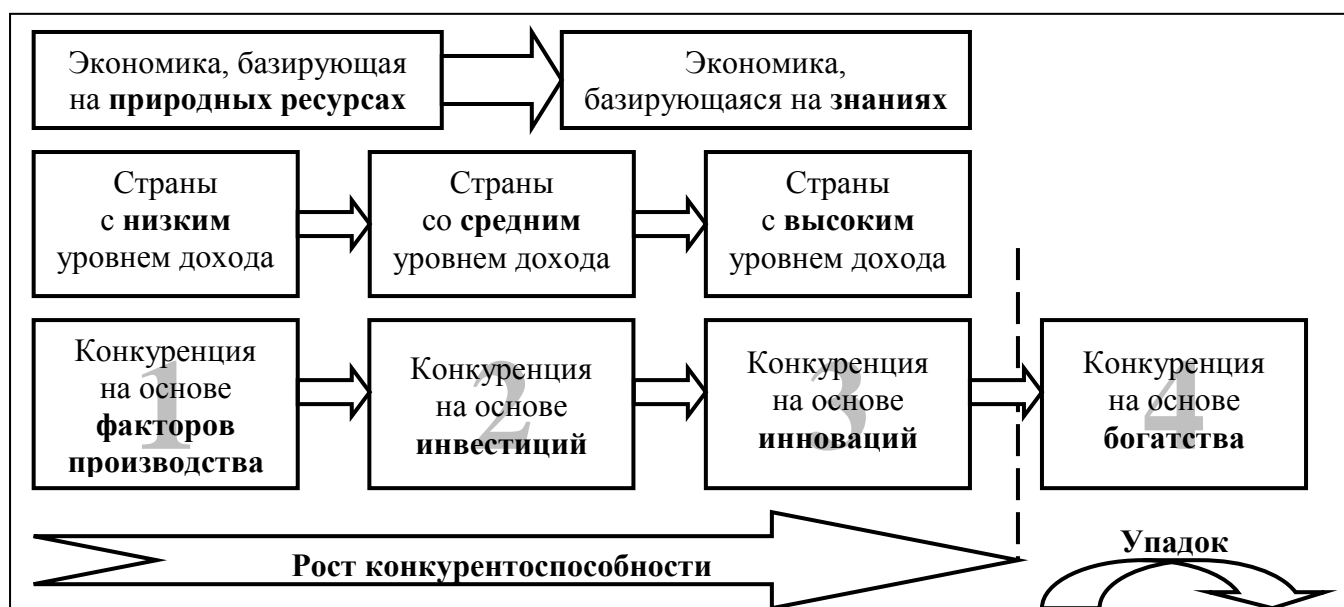 Экономика, базирующая
на природных ресурсах
Экономика,
базирующаяся на знаниях
Страны
с низким
уровнем дохода
Страны
со средним
уровнем дохода
Страны
с высоким
уровнем дохода
1
Конкуренция
на основе
факторов
производства
2
Конкуренция
на основе
инвестиций
3
Конкуренция
на основе
инноваций
4
Конкуренция
на основе
богатства
Рост конкурентоспособности
Упадок